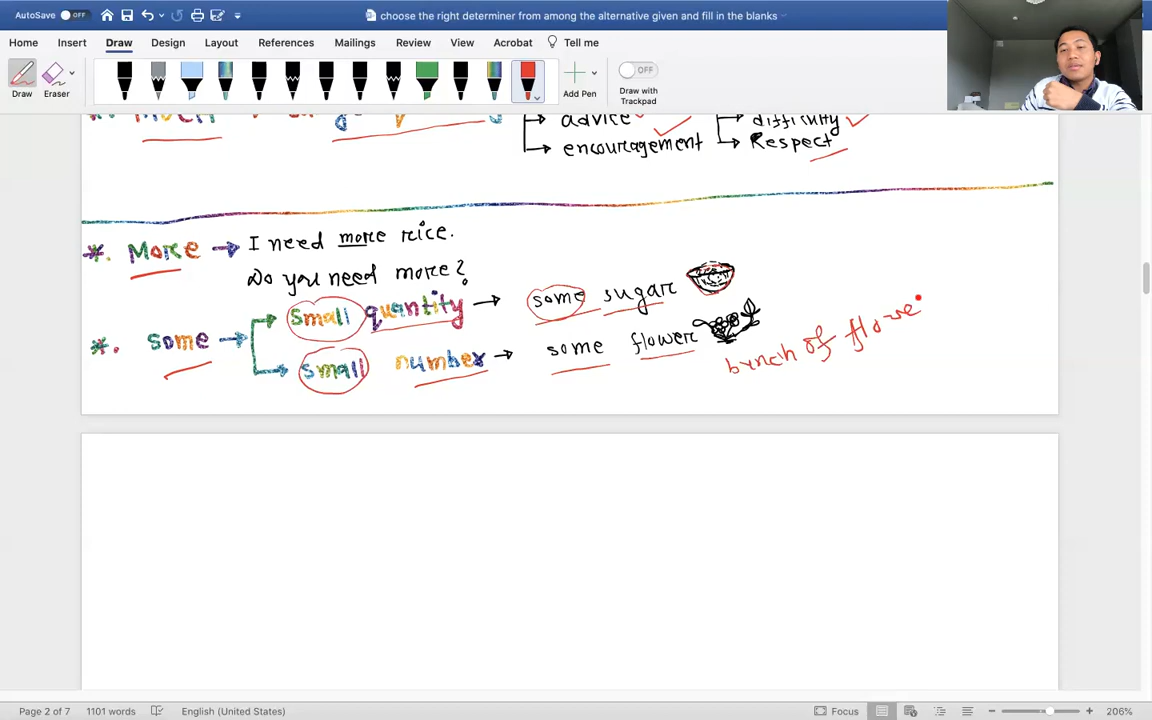 AutoSave OFF
choose the right determiner from among the alternative given and fill in the blanks
Home Insert Draw Design Layout References Mailings Review View Acrobat Tell me
Draw Eraser Add Pen Draw with Trackpad OFF
advice difficulty
encouragement Respect
*. More I need more rice.
Do you need more?
small quantity some sugar
*. some
small number some flower
bunch of flowe
Page 2 of 7 1101 words English (United States) Focus 206%